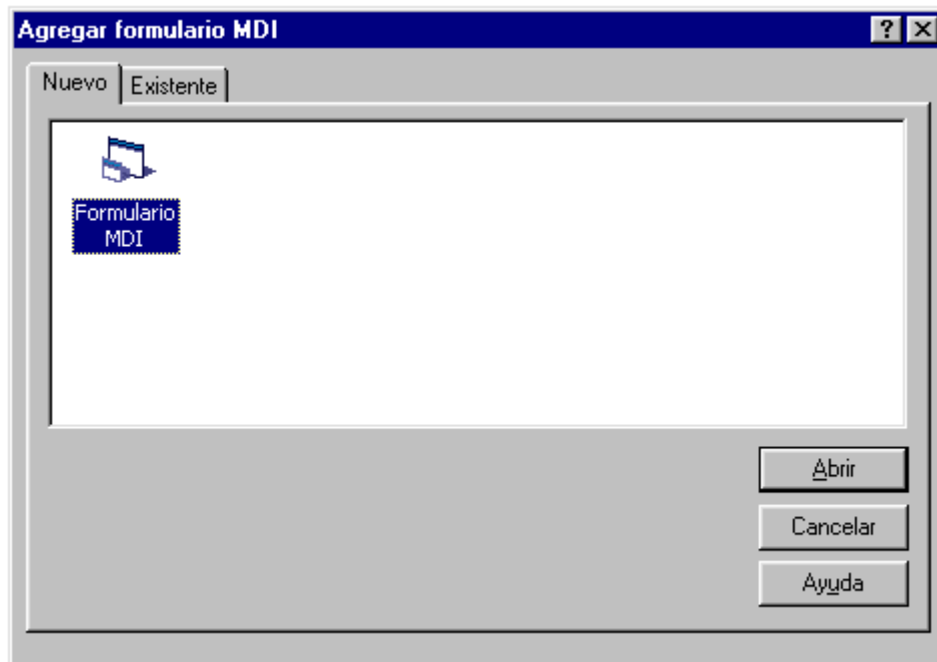 Agregar formulario MDI
Nuevo
Existente
Formulario
MDI
Abrir
Cancelar
Ayuda